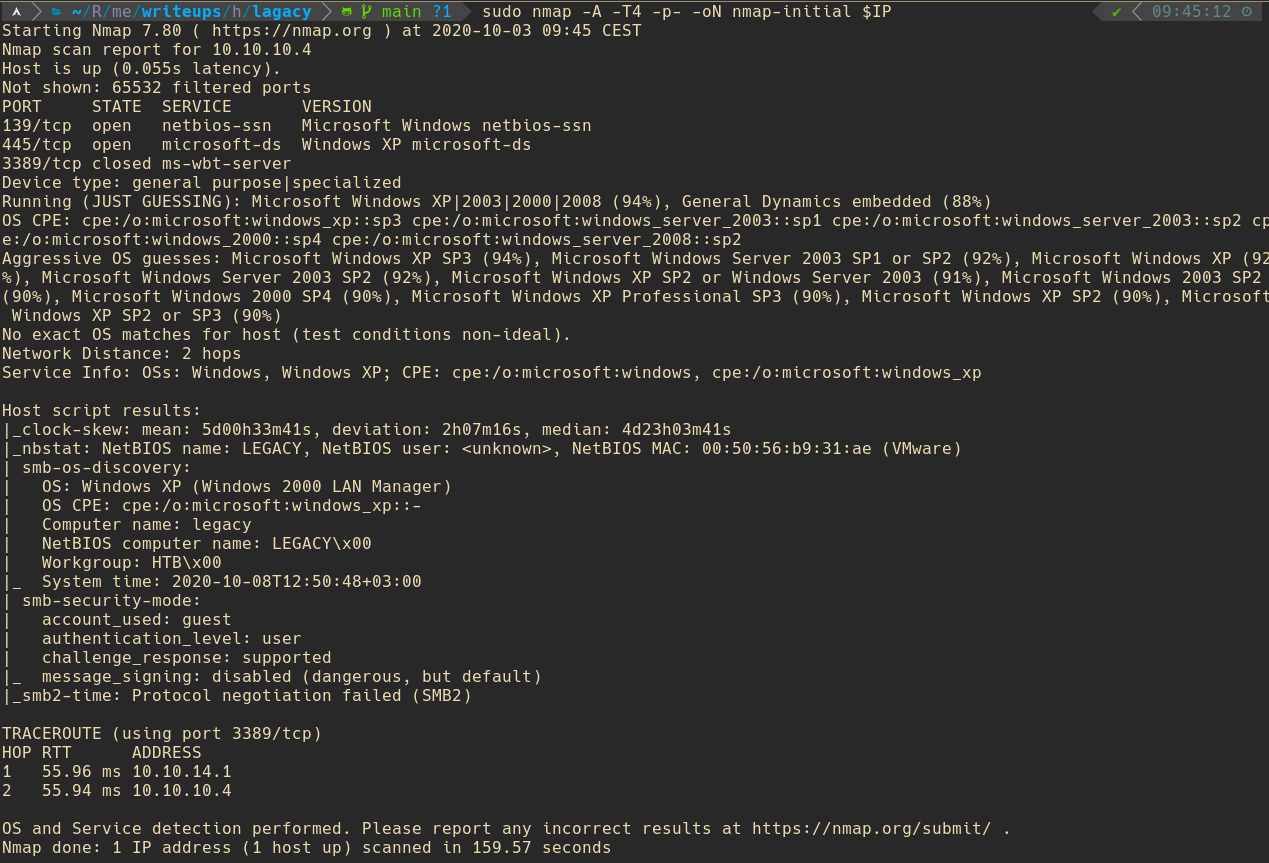 ~/R/me/writeups/h/lagacy main ?1 sudo nmap -A -T4 -p- -oN nmap-initial $IP ✔ 09:45:12
Starting Nmap 7.80 ( https://nmap.org ) at 2020-10-03 09:45 CEST
Nmap scan report for 10.10.10.4
Host is up (0.055s latency).
Not shown: 65532 filtered ports
PORT     STATE  SERVICE       VERSION
139/tcp  open   netbios-ssn   Microsoft Windows netbios-ssn
445/tcp  open   microsoft-ds  Windows XP microsoft-ds
3389/tcp closed ms-wbt-server
Device type: general purpose|specialized
Running (JUST GUESSING): Microsoft Windows XP|2003|2000|2008 (94%), General Dynamics embedded (88%)
OS CPE: cpe:/o:microsoft:windows_xp::sp3 cpe:/o:microsoft:windows_server_2003::sp1 cpe:/o:microsoft:windows_server_2003::sp2 cp
e:/o:microsoft:windows_2000::sp4 cpe:/o:microsoft:windows_server_2008::sp2
Aggressive OS guesses: Microsoft Windows XP SP3 (94%), Microsoft Windows Server 2003 SP1 or SP2 (92%), Microsoft Windows XP (92
%), Microsoft Windows Server 2003 SP2 (92%), Microsoft Windows XP SP2 or Windows Server 2003 (91%), Microsoft Windows 2003 SP2
(90%), Microsoft Windows 2000 SP4 (90%), Microsoft Windows XP Professional SP3 (90%), Microsoft Windows XP SP2 (90%), Microsoft
 Windows XP SP2 or SP3 (90%)
No exact OS matches for host (test conditions non-ideal).
Network Distance: 2 hops
Service Info: OSs: Windows, Windows XP; CPE: cpe:/o:microsoft:windows, cpe:/o:microsoft:windows_xp

Host script results:
|_clock-skew: mean: 5d00h33m41s, deviation: 2h07m16s, median: 4d23h03m41s
|_nbstat: NetBIOS name: LEGACY, NetBIOS user: <unknown>, NetBIOS MAC: 00:50:56:b9:31:ae (VMware)
| smb-os-discovery:
|   OS: Windows XP (Windows 2000 LAN Manager)
|   OS CPE: cpe:/o:microsoft:windows_xp::-
|   Computer name: legacy
|   NetBIOS computer name: LEGACY\x00
|   Workgroup: HTB\x00
|_  System time: 2020-10-08T12:50:48+03:00
| smb-security-mode:
|   account_used: guest
|   authentication_level: user
|   challenge_response: supported
|_  message_signing: disabled (dangerous, but default)
|_smb2-time: Protocol negotiation failed (SMB2)

TRACEROUTE (using port 3389/tcp)
HOP RTT      ADDRESS
1   55.96 ms 10.10.14.1
2   55.94 ms 10.10.10.4

OS and Service detection performed. Please report any incorrect results at https://nmap.org/submit/ .
Nmap done: 1 IP address (1 host up) scanned in 159.57 seconds